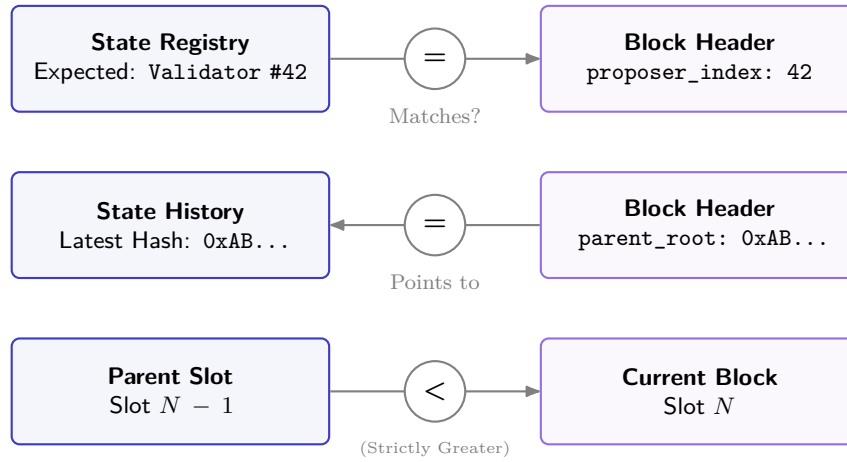 State Registry
Expected: Validator #42
=
Matches?
Block Header
proposer_index: 42
State History
Latest Hash: 0xAB...
=
Points to
Block Header
parent_root: 0xAB...
Parent Slot
Slot N − 1
<
(Strictly Greater)
Current Block
Slot N